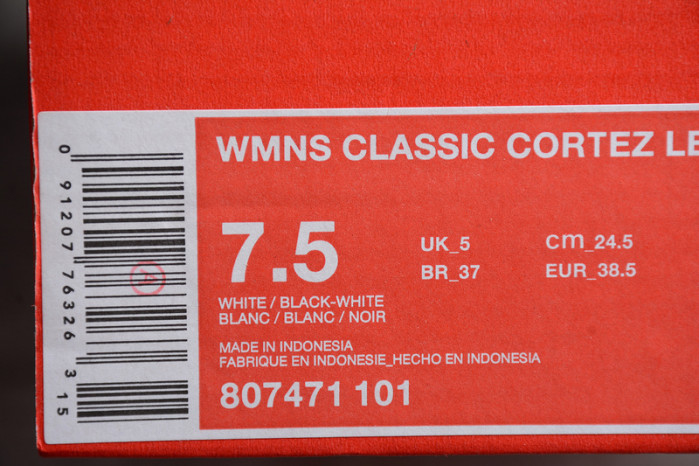 WMNS CLASSIC CORTEZ LE
7.5
UK_5
cm_24.5
BR_37
EUR_38.5
WHITE / BLACK-WHITE
BLANC / BLANC / NOIR
MADE IN INDONESIA
FABRIQUE EN INDONESIE_HECHO EN INDONESIA
807471 101
0 91207 76326 3 15